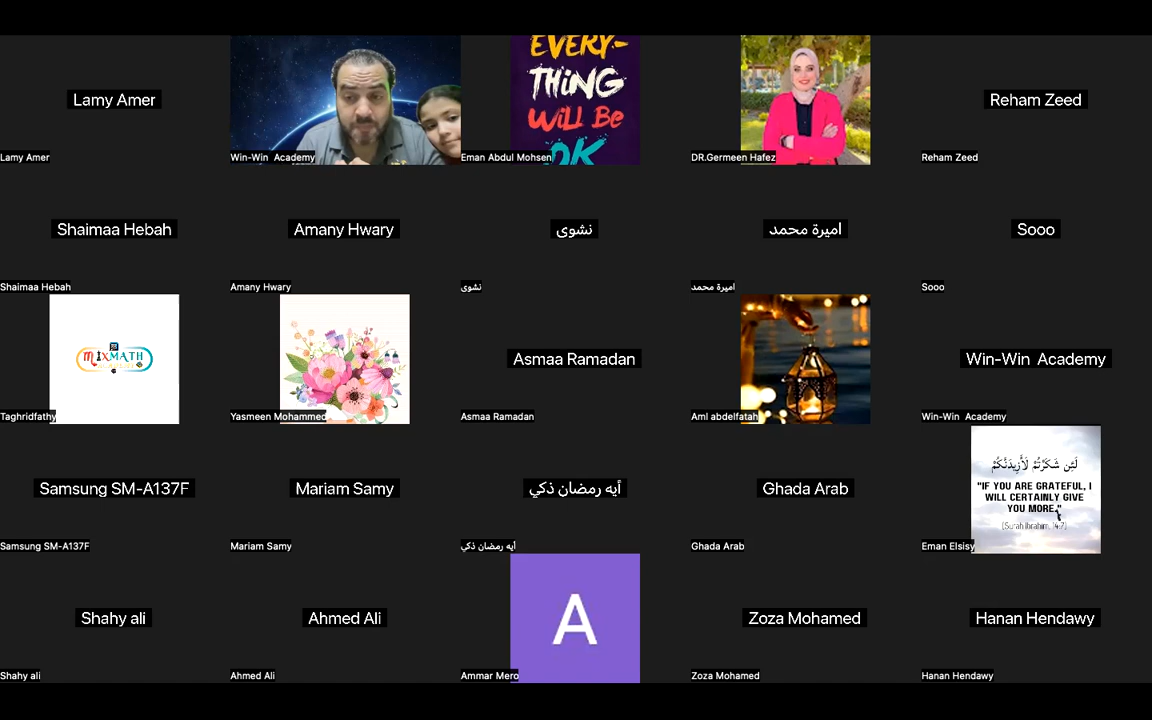 Lamy Amer
Lamy Amer
Win-Win Academy
EVERY-
THING
WILL BE
OK
Eman Abdul Mohsen
DR.Germeen Hafez
Reham Zeed
Reham Zeed
Shaimaa Hebah
Shaimaa Hebah
Amany Hwary
Amany Hwary
نشوى
نشوى
اميرة محمد
اميرة محمد
Sooo
Sooo
MIXMATH
Taghridfathy
Yasmeen Mohammed
Asmaa Ramadan
Asmaa Ramadan
Aml abdelfatah
Win-Win Academy
Win-Win Academy
Samsung SM-A137F
Samsung SM-A137F
Mariam Samy
Mariam Samy
أيه رمضان ذكي
أيه رمضان ذكي
Ghada Arab
Ghada Arab
لَئِن شَكَرْتُمْ لَأَزِيدَنَّكُمْ
"IF YOU ARE GRATEFUL, I
WILL CERTAINLY GIVE
YOU MORE."
(Surah Ibrahim, 14:7)
Eman Elsisy
Shahy ali
Shahy ali
Ahmed Ali
Ahmed Ali
A
Ammar Mero
Zoza Mohamed
Zoza Mohamed
Hanan Hendawy
Hanan Hendawy